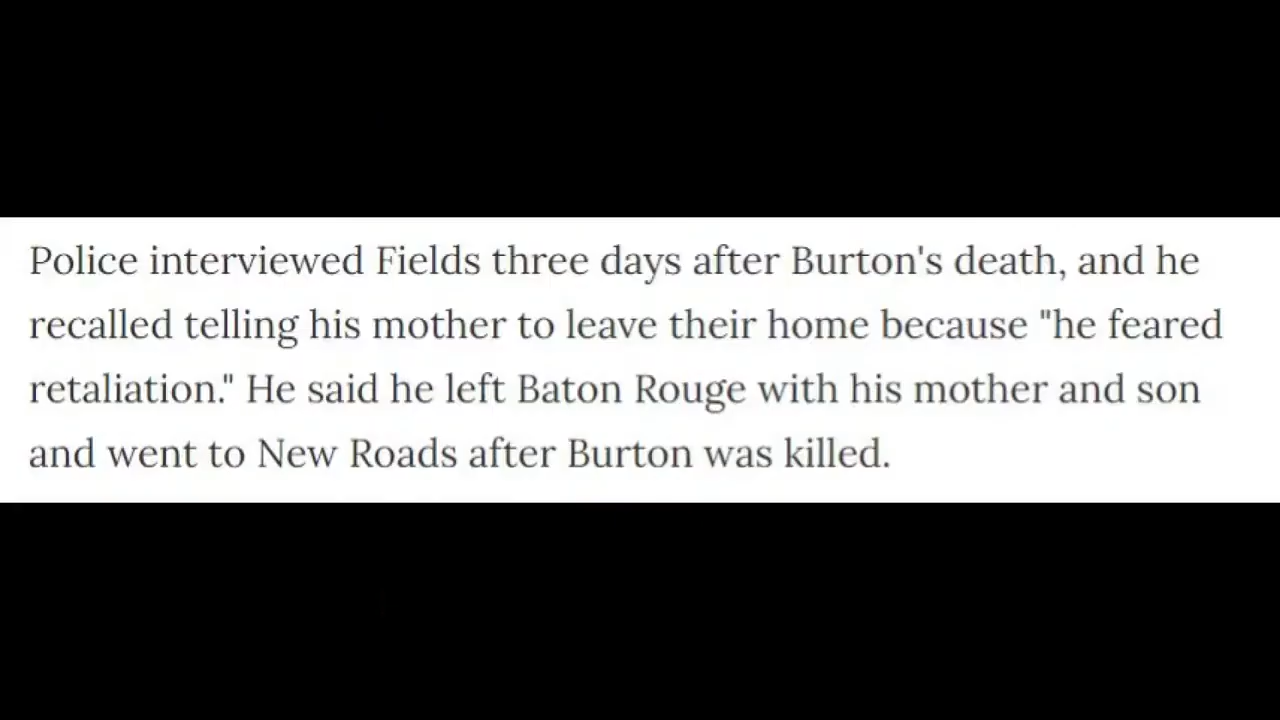 Police interviewed Fields three days after Burton's death, and he
recalled telling his mother to leave their home because "he feared
retaliation." He said he left Baton Rouge with his mother and son
and went to New Roads after Burton was killed.